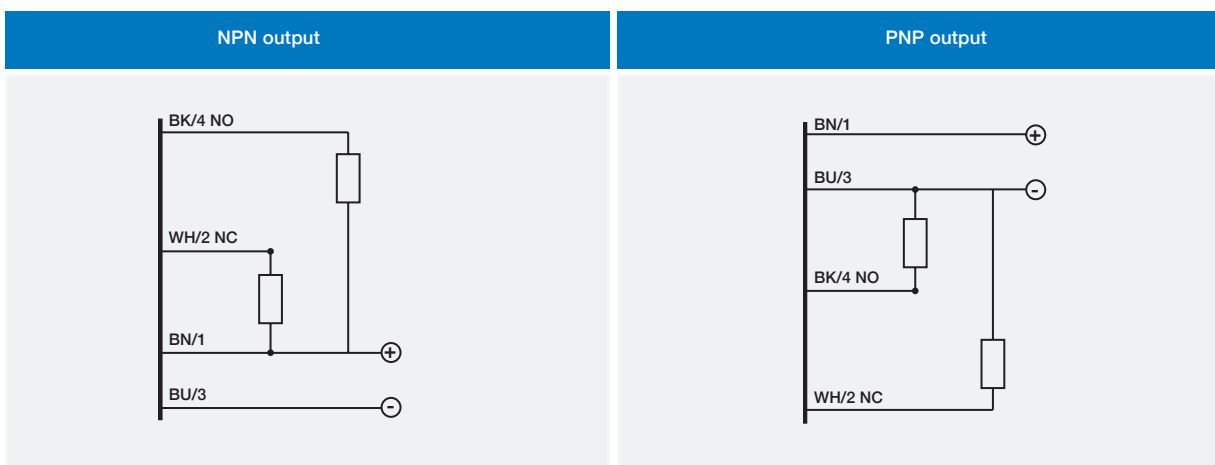 NPN output
BK/4 NO
+
WH/2 NC
BN/1
+
BU/3
-
PNP output
BN/1
+
BU/3
-
BK/4 NO
WH/2 NC